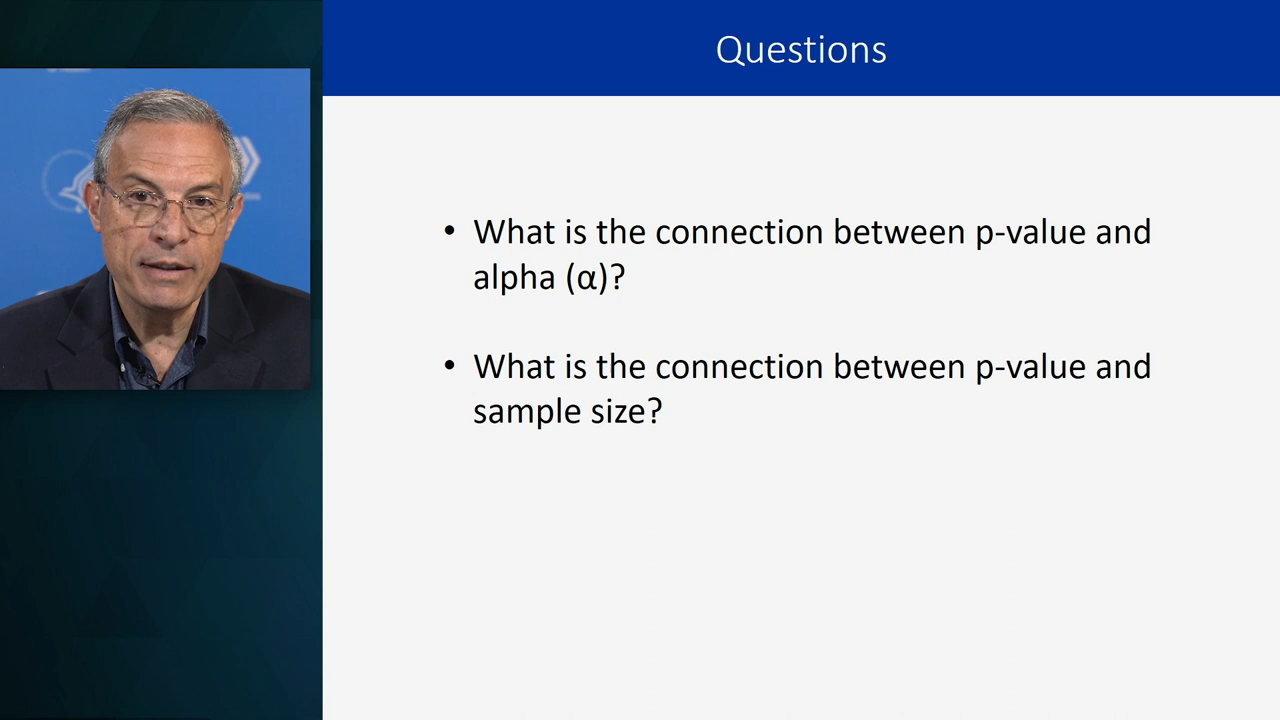 Questions
• What is the connection between p-value and
alpha (α)?
• What is the connection between p-value and
sample size?